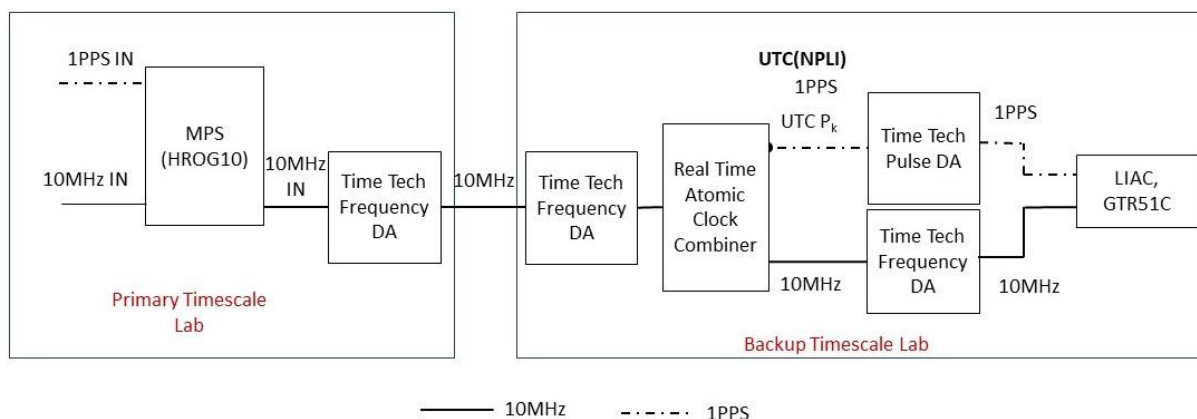 1PPS IN
10MHz IN
MPS
(HROG10)
10MHz
IN
Time Tech
Frequency
DA
10MHz
Primary Timescale
Lab
Time Tech
Frequency
DA
Real Time
Atomic
Clock
Combiner
UTC(NPLI)
1PPS
UTC Pk
Time Tech
Pulse DA
1PPS
10MHz
Time Tech
Frequency
DA
10MHz
LIAC,
GTR51C
Backup Timescale Lab
10MHz
1PPS